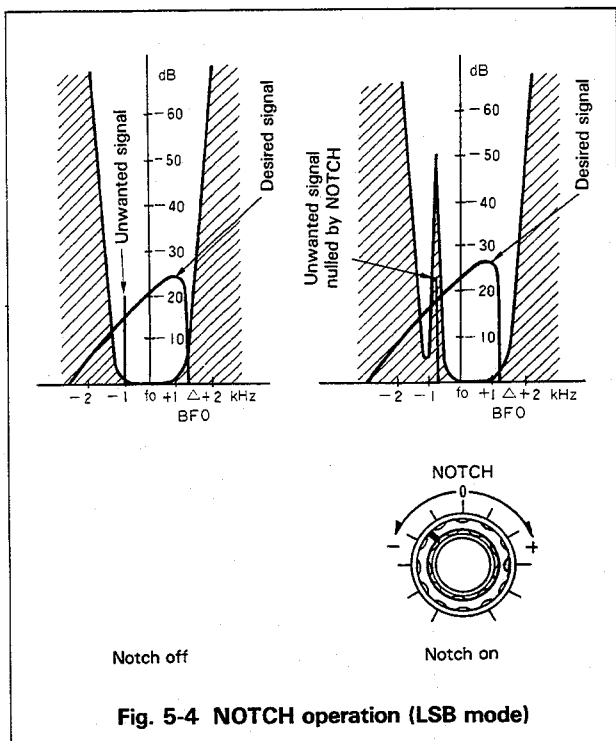 dB
-60
-50
-40
-30
20
-10
Unwanted signal
Desired signal
-2 -1 fo +1 △+2 kHz
BFO
dB
-60
-50
-40
-30
-20
-10
Unwanted signal
nulled by NOTCH
Desired signal
-2 -1 fo +1 △+2 kHz
BFO
NOTCH
0
- +
Notch off
Notch on
Fig. 5-4 NOTCH operation (LSB mode)